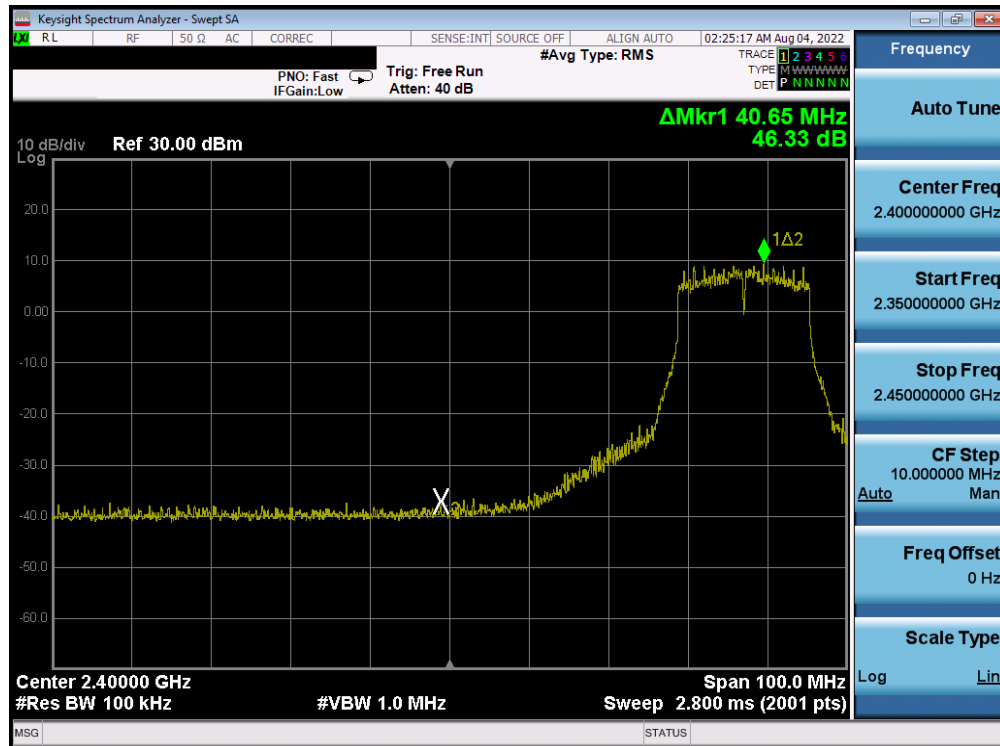 Keysight Spectrum Analyzer - Swept SA
LXI RL RF 50 Ω AC CORREC SENSE:INT SOURCE OFF ALIGN AUTO 02:25:17 AM Aug 04, 2022
#Avg Type: RMS
TRACE 1 2 3 4 5 6
PNO: Fast Trig: Free Run TYPE M W W W W W
IFGain:Low Atten: 40 dB DET P N N N N N
ΔMkr1 40.65 MHz
46.33 dB
10 dB/div Ref 30.00 dBm
Log
20.0
10.0
0.00
-10.0
-20.0
-30.0
-40.0
-50.0
-60.0
1Δ2
X2
Center 2.40000 GHz Span 100.0 MHz
#Res BW 100 kHz #VBW 1.0 MHz Sweep 2.800 ms (2001 pts)
MSG STATUS
Frequency
Auto Tune
Center Freq
2.400000000 GHz
Start Freq
2.350000000 GHz
Stop Freq
2.450000000 GHz
CF Step
10.000000 MHz
Auto Man
Freq Offset
0 Hz
Scale Type
Log Lin